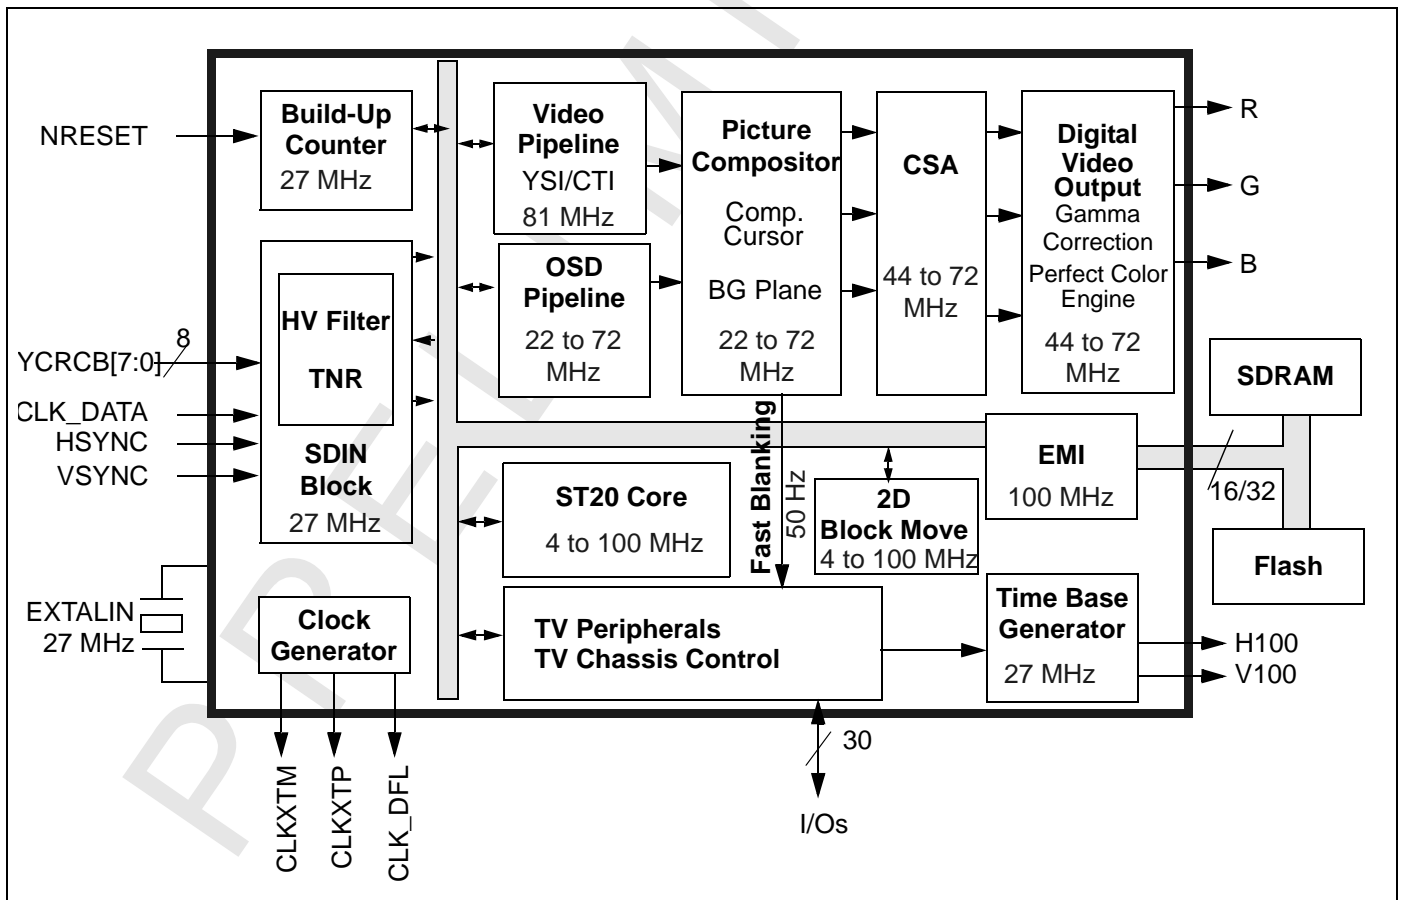 NRESET
YCRCB[7:0]
8
CLK_DATA
HSYNC
VSYNC
EXTALIN
27 MHz
Build-Up
Counter
27 MHz
HV Filter
TNR
SDIN
Block
27 MHz
Clock
Generator
CLKXTM
CLKXTP
CLK_DFL
Video
Pipeline
YSI/CTI
81 MHz
OSD
Pipeline
22 to 72
MHz
Picture
Compositor
Comp.
Cursor
BG Plane
22 to 72
MHz
CSA
44 to 72
MHz
Digital
Video
Output
Gamma
Correction
Perfect Color
Engine
44 to 72
MHz
R
G
B
Fast Blanking
50 Hz
ST20 Core
4 to 100 MHz
2D
Block Move
4 to 100 MHz
EMI
100 MHz
16/32
SDRAM
Flash
TV Peripherals
TV Chassis Control
30
I/Os
Time Base
Generator
27 MHz
H100
V100
PRELIMI